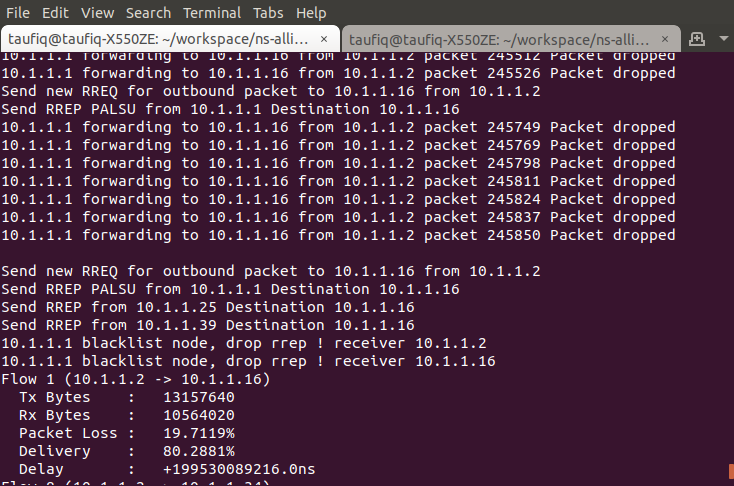 File Edit View Search Terminal Tabs Help
taufiq@taufiq-X550ZE: ~/workspace/ns-alli... × taufiq@taufiq-X550ZE: ~/workspace/ns-alli... ×
10.1.1.1 forwarding to 10.1.1.16 from 10.1.1.2 packet 245512 Packet dropped
10.1.1.1 forwarding to 10.1.1.16 from 10.1.1.2 packet 245526 Packet dropped
Send new RREQ for outbound packet to 10.1.1.16 from 10.1.1.2
Send RREP PALSU from 10.1.1.1 Destination 10.1.1.16
10.1.1.1 forwarding to 10.1.1.16 from 10.1.1.2 packet 245749 Packet dropped
10.1.1.1 forwarding to 10.1.1.16 from 10.1.1.2 packet 245769 Packet dropped
10.1.1.1 forwarding to 10.1.1.16 from 10.1.1.2 packet 245798 Packet dropped
10.1.1.1 forwarding to 10.1.1.16 from 10.1.1.2 packet 245811 Packet dropped
10.1.1.1 forwarding to 10.1.1.16 from 10.1.1.2 packet 245824 Packet dropped
10.1.1.1 forwarding to 10.1.1.16 from 10.1.1.2 packet 245837 Packet dropped
10.1.1.1 forwarding to 10.1.1.16 from 10.1.1.2 packet 245850 Packet dropped
Send new RREQ for outbound packet to 10.1.1.16 from 10.1.1.2
Send RREP PALSU from 10.1.1.1 Destination 10.1.1.16
Send RREP from 10.1.1.25 Destination 10.1.1.16
Send RREP from 10.1.1.39 Destination 10.1.1.16
10.1.1.1 blacklist node, drop rrep ! receiver 10.1.1.2
10.1.1.1 blacklist node, drop rrep ! receiver 10.1.1.16
Flow 1 (10.1.1.2 -> 10.1.1.16)
Tx Bytes : 13157640
Rx Bytes : 10564020
Packet Loss : 19.7119%
Delivery : 80.2881%
Delay : +199530089216.0ns